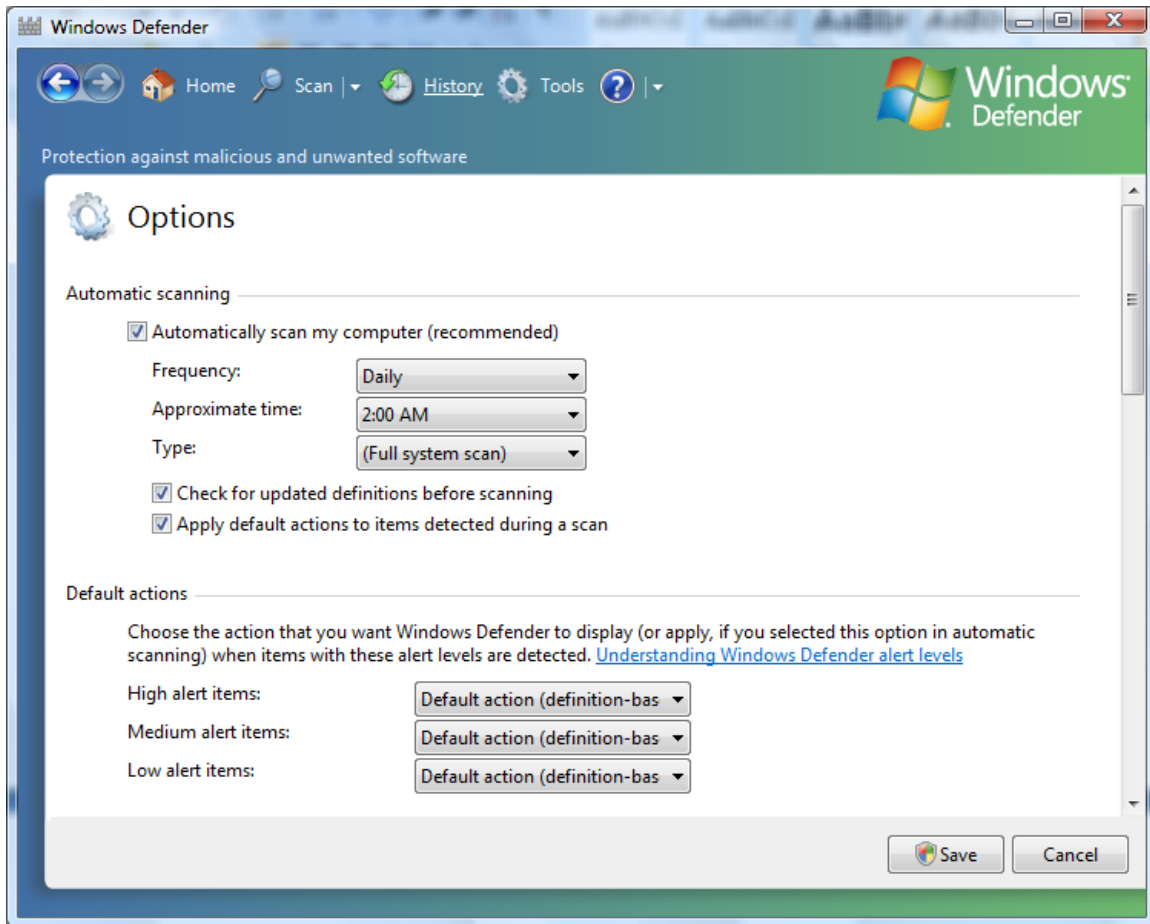 Windows Defender
Home Scan History Tools ?
Windows
Defender
Protection against malicious and unwanted software
Options
Automatic scanning
Automatically scan my computer (recommended)
Frequency: Daily
Approximate time: 2:00 AM
Type: (Full system scan)
Check for updated definitions before scanning
Apply default actions to items detected during a scan
Default actions
Choose the action that you want Windows Defender to display (or apply, if you selected this option in automatic
scanning) when items with these alert levels are detected. Understanding Windows Defender alert levels
High alert items: Default action (definition-bas
Medium alert items: Default action (definition-bas
Low alert items: Default action (definition-bas
Save Cancel